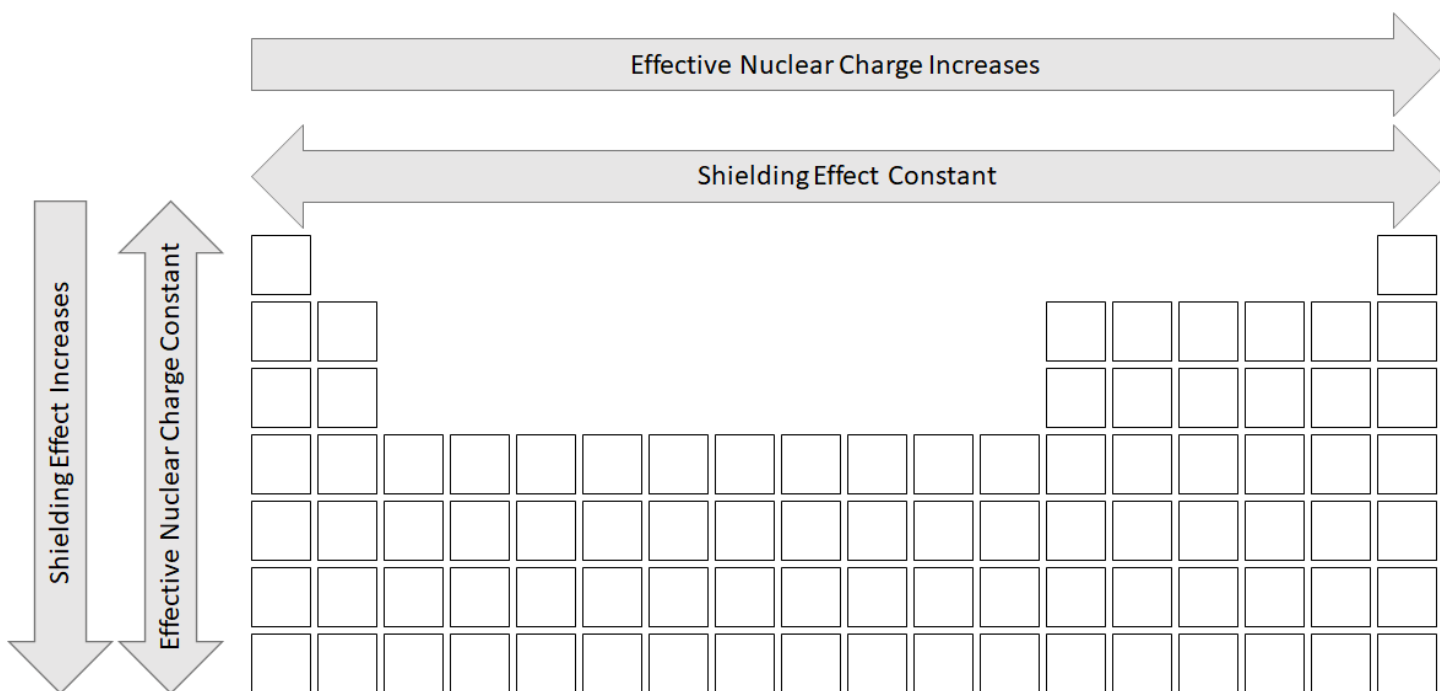 Effective Nuclear Charge Increases
Shielding Effect Constant
Shielding Effect Increases
Effective Nuclear Charge Constant